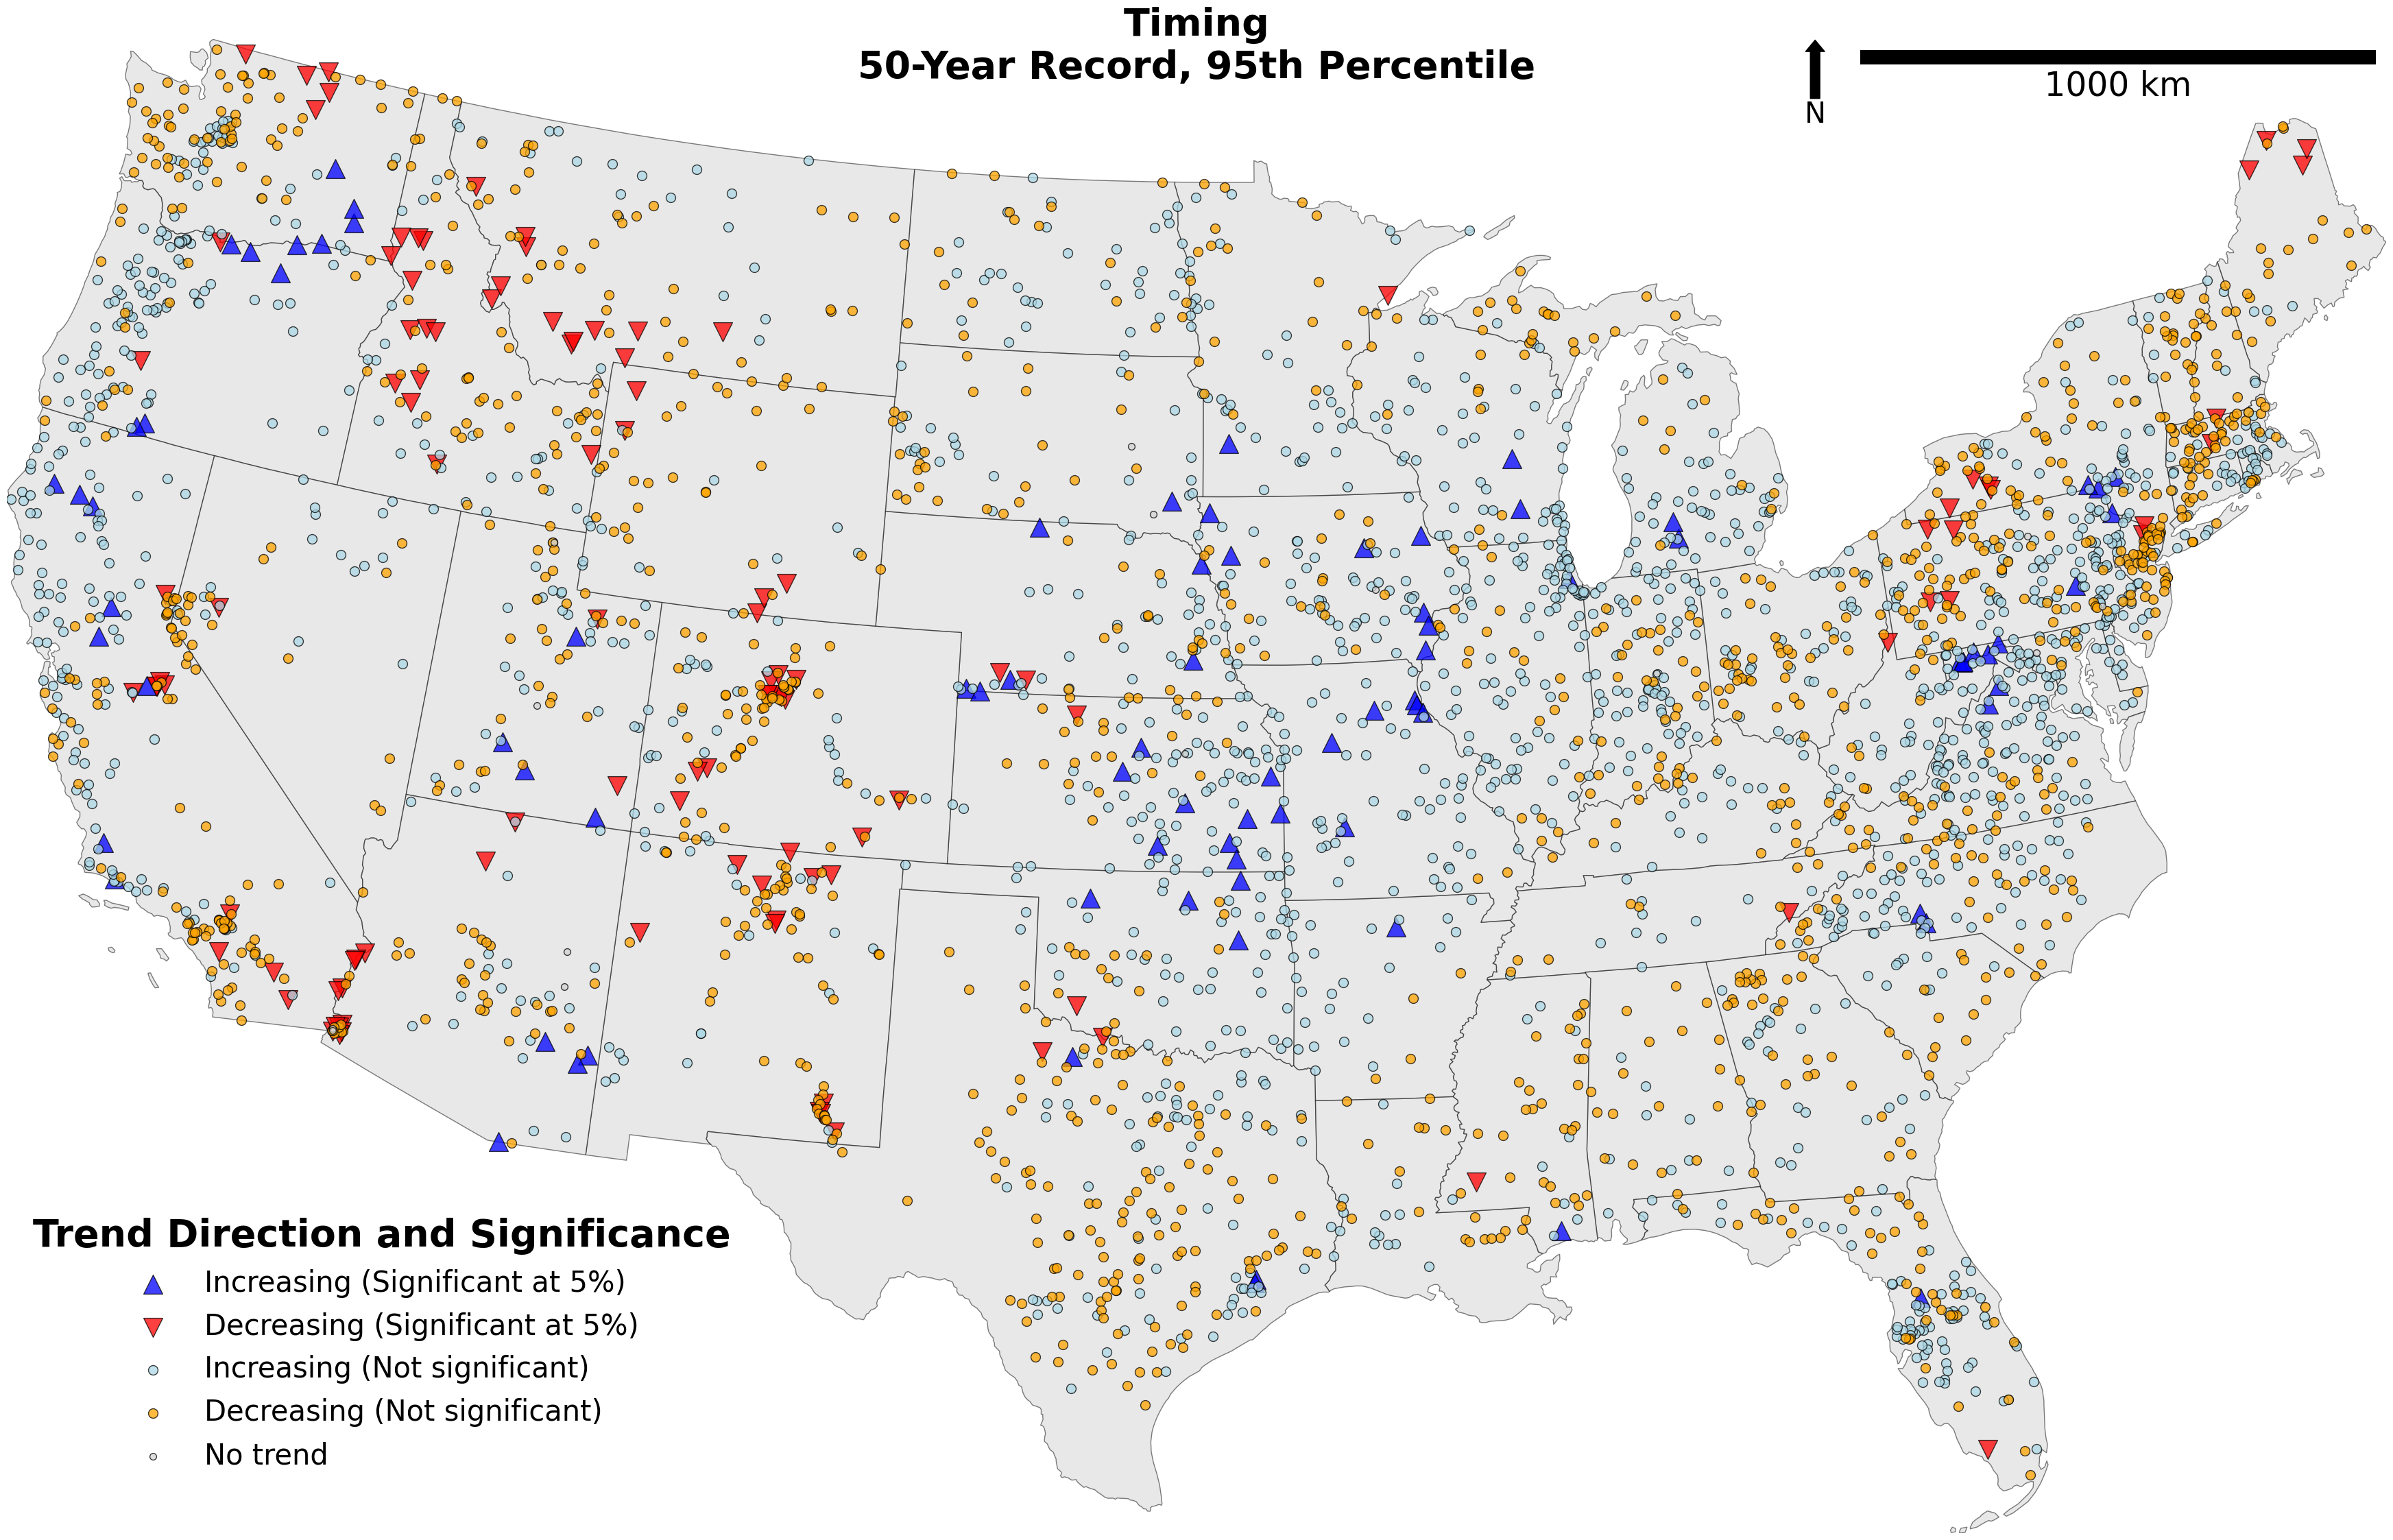 Timing
50-Year Record, 95th Percentile
1000 km
N
Trend Direction and Significance
Increasing (Significant at 5%)
Decreasing (Significant at 5%)
Increasing (Not significant)
Decreasing (Not significant)
No trend